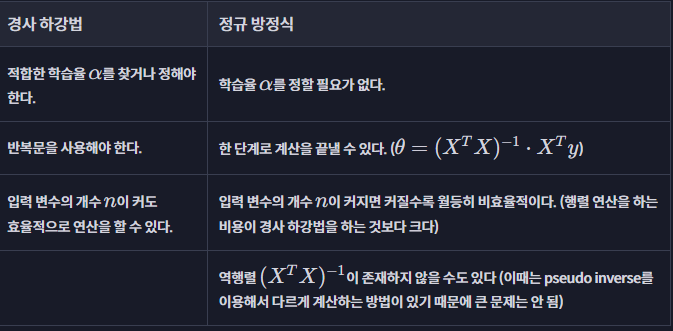 경사 하강법
정규 방정식
적합한 학습율 α를 찾거나 정해야
한다.
학습율 α를 정할 필요가 없다.
반복문을 사용해야 한다.
한 단계로 계산을 끝낼 수 있다. (θ = (XᵀX)⁻¹ · Xᵀy)
입력 변수의 개수 n이 커도
효율적으로 연산을 할 수 있다.
입력 변수의 개수 n이 커지면 커질수록 월등히 비효율적이다. (행렬 연산을 하는
비용이 경사 하강법을 하는 것보다 크다)
역행렬 (XᵀX)⁻¹이 존재하지 않을 수도 있다 (이때는 pseudo inverse를
이용해서 다르게 계산하는 방법이 있기 때문에 큰 문제는 안 됨)